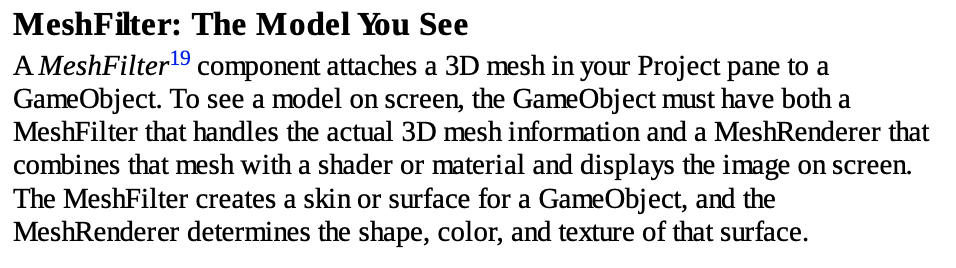 MeshFilter: The Model You See
A MeshFilter19 component attaches a 3D mesh in your Project pane to a
GameObject. To see a model on screen, the GameObject must have both a
MeshFilter that handles the actual 3D mesh information and a MeshRenderer that
combines that mesh with a shader or material and displays the image on screen.
The MeshFilter creates a skin or surface for a GameObject, and the
MeshRenderer determines the shape, color, and texture of that surface.